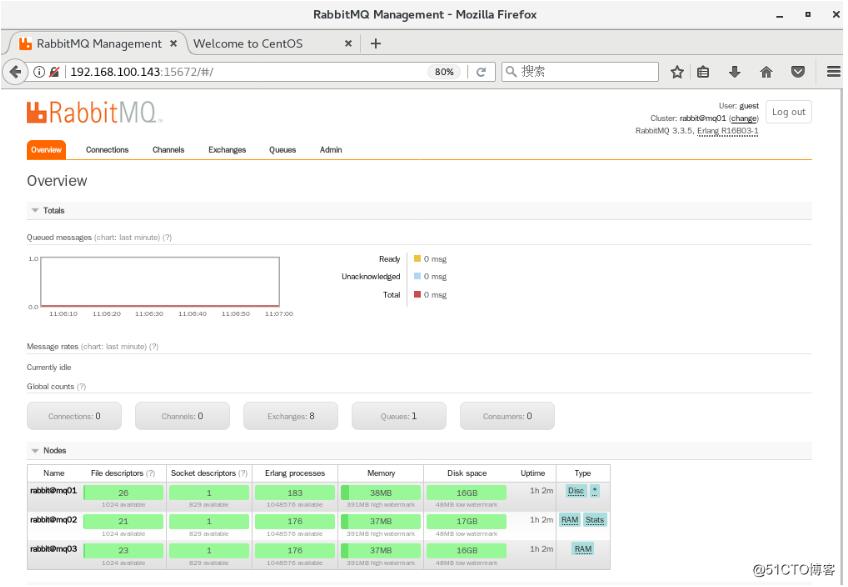 RabbitMQ Management - Mozilla Firefox
RabbitMQ Management × Welcome to CentOS × +
192.168.100.143:15672/#/ 80% 搜索
RabbitMQ
User: guest
Cluster: rabbit@mq01 (change)
RabbitMQ 3.3.5, Erlang R16B03-1
Log out
Overview Connections Channels Exchanges Queues Admin
Overview
Totals
Queued messages (chart: last minute) (?)
1.0
0.0
11:06:10 11:06:20 11:06:30 11:06:40 11:06:50 11:07:00
Ready 0 msg
Unacknowledged 0 msg
Total 0 msg
Message rates (chart: last minute) (?)
Currently idle
Global counts (?)
Connections: 0 Channels: 0 Exchanges: 8 Queues: 1 Consumers: 0
Nodes
Name File descriptors (?) Socket descriptors (?) Erlang processes Memory Disk space Uptime Type
rabbit@mq01 26 1 183 38MB 16GB 1h 2m Disc *
1024 available 829 available 1048576 available 391MB high watermark 48MB low watermark
rabbit@mq02 21 1 176 37MB 17GB 1h 2m RAM Stats
1024 available 829 available 1048576 available 391MB high watermark 48MB low watermark
rabbit@mq03 23 1 176 37MB 16GB 1h 2m RAM
1024 available 829 available 1048576 available 391MB high watermark 48MB low watermark
@51CTO博客